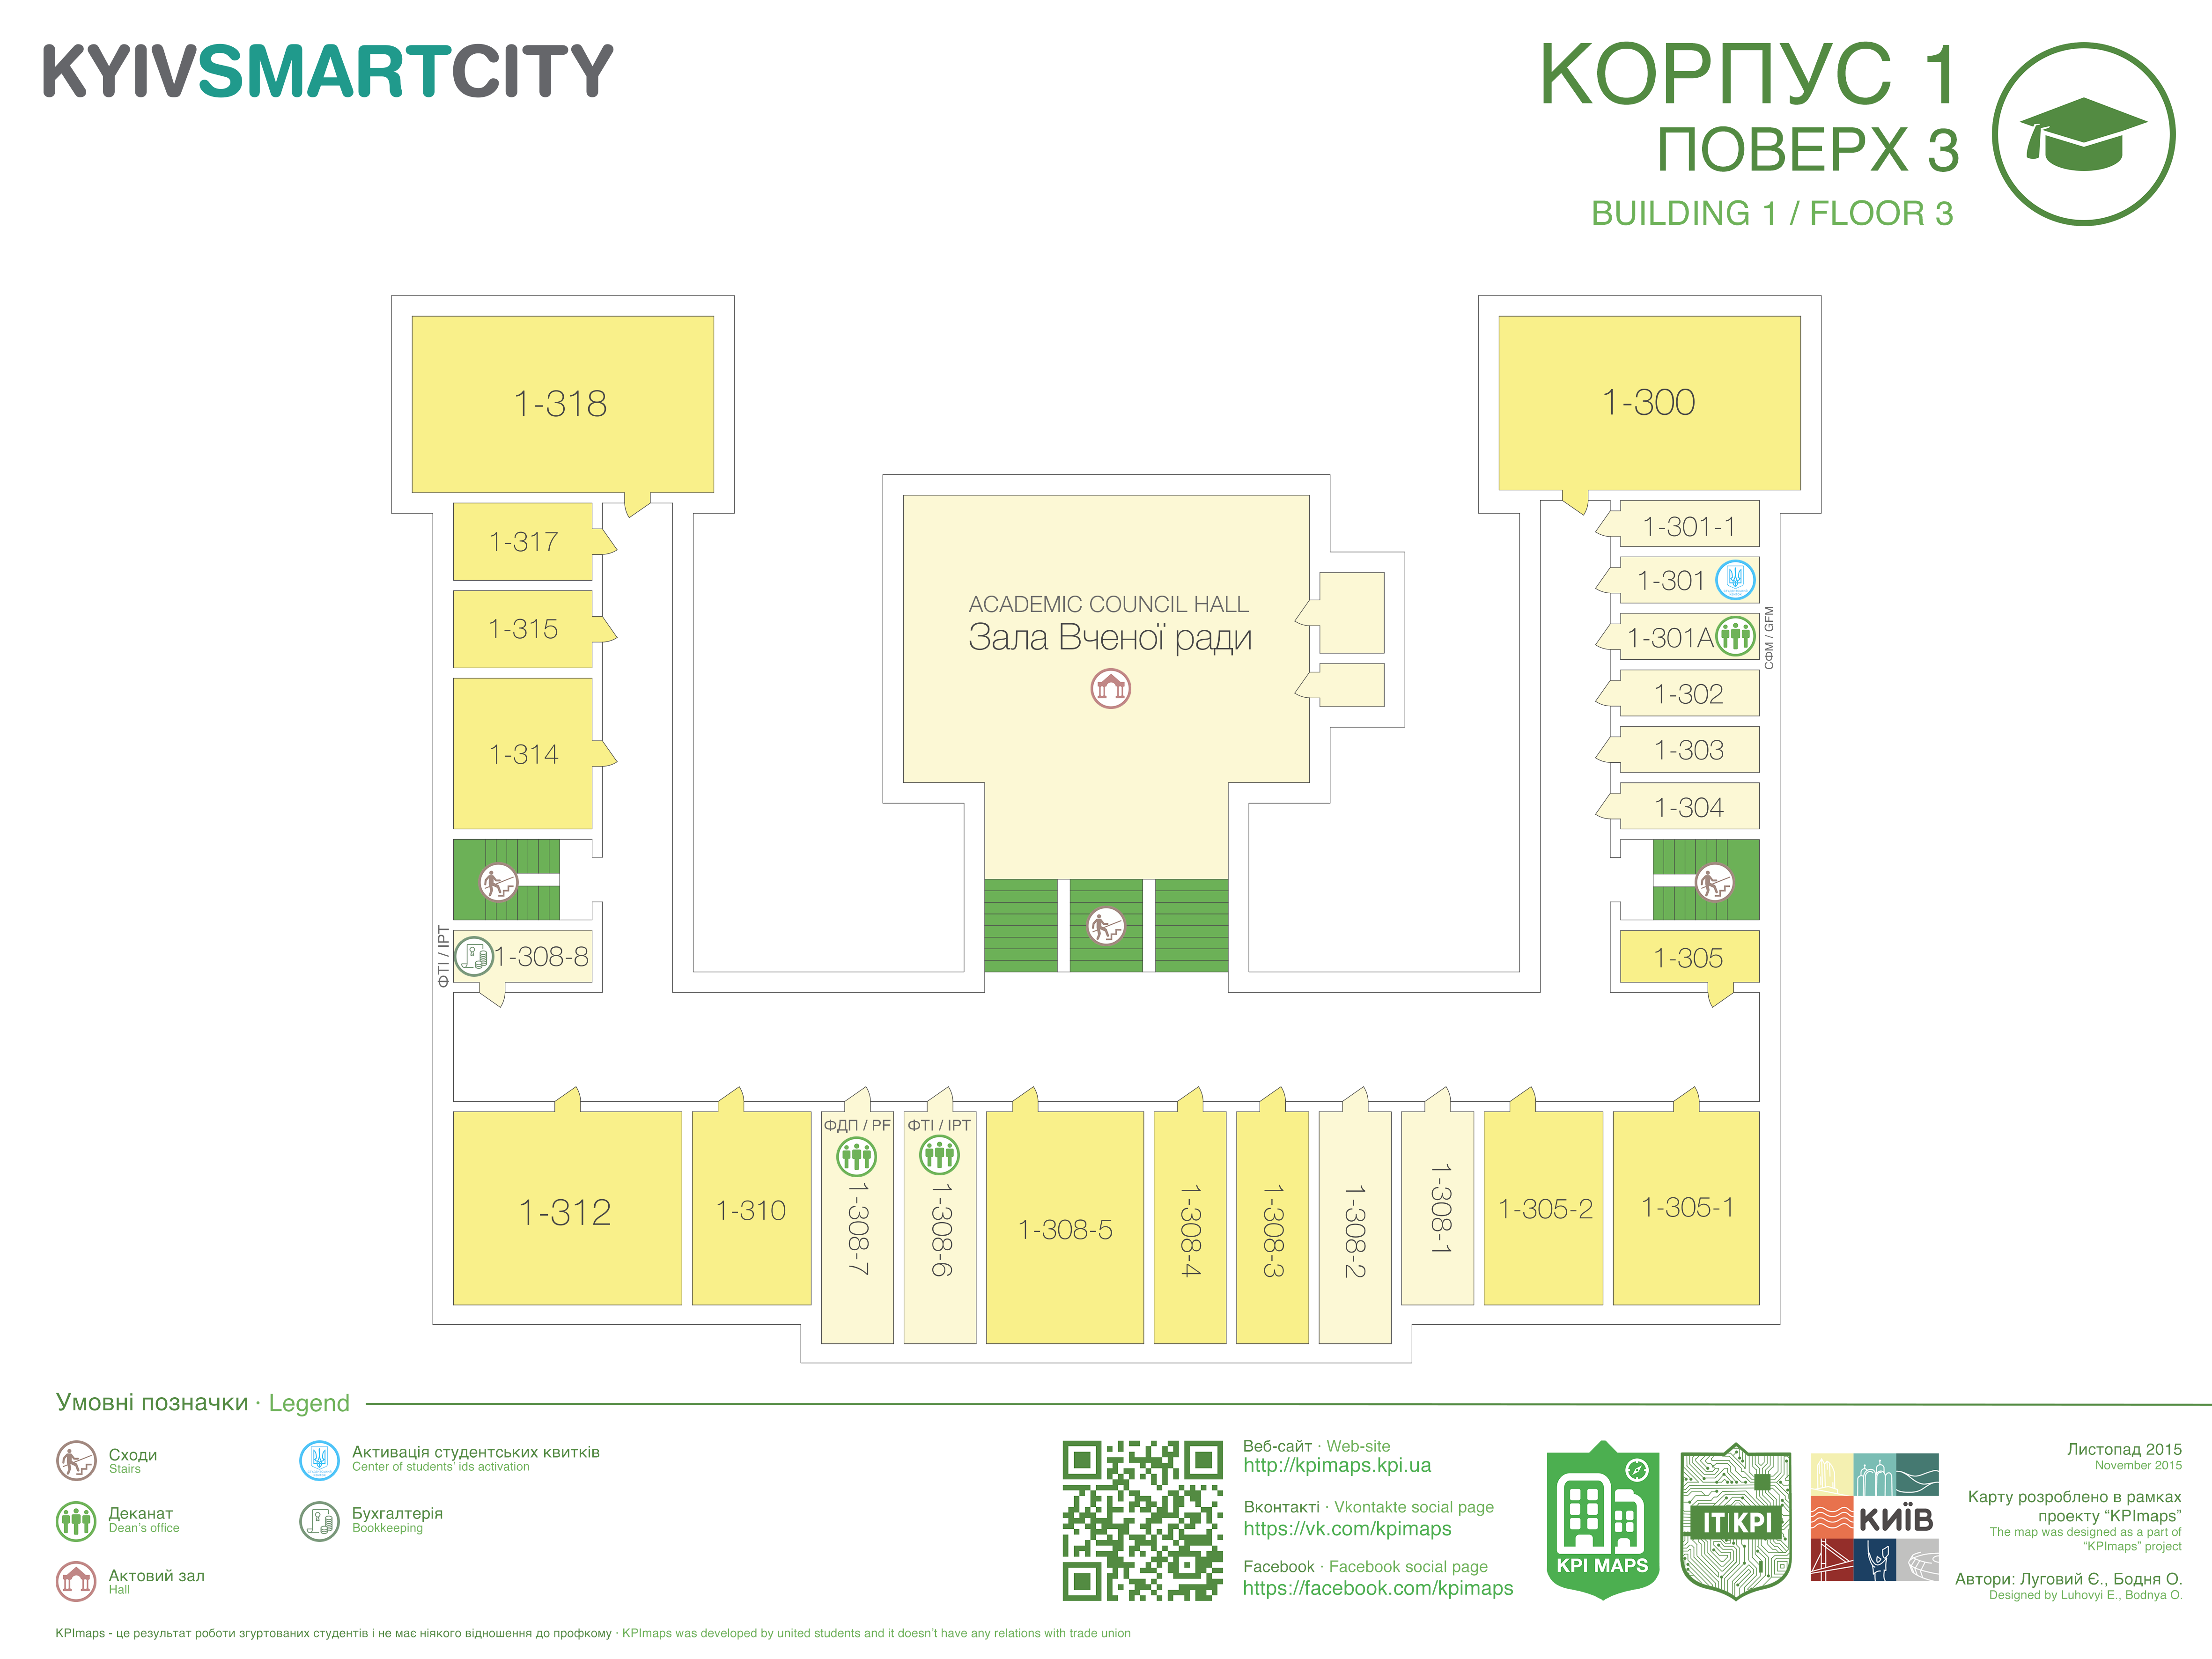 KYIVSMARTCITY
КОРПУС 1
ПОВЕРХ 3
BUILDING 1 / FLOOR 3
1-318
1-300
1-317
1-315
1-314
ФТІ / IPT
1-308-8
ACADEMIC COUNCIL HALL
Зала Вченої ради
1-301-1
1-301
1-301А
СФМ / GFM
1-302
1-303
1-304
1-305
1-312
1-310
ФДП / PF
1-308-7
ФТІ / IPT
1-308-6
1-308-5
1-308-4
1-308-3
1-308-2
1-308-1
1-305-2
1-305-1
Умовні позначки · Legend
Сходи
Stairs
Деканат
Dean's office
Актовий зал
Hall
Активація студентських квитків
Center of students' ids activation
Бухгалтерія
Bookkeeping
Веб-сайт · Web-site
http://kpimaps.kpi.ua
Вконтакті · Vkontakte social page
https://vk.com/kpimaps
Facebook · Facebook social page
https://facebook.com/kpimaps
KPI MAPS
IT KPI
КИЇВ
Листопад 2015
November 2015
Карту розроблено в рамках
проекту “KPImaps”
The map was designed as a part of
“KPImaps” project
Автори: Луговий Є., Бодня О.
Designed by Luhovyi E., Bodnya O.
KPImaps - це результат роботи згуртованих студентів і не має ніякого відношення до профкому · KPImaps was developed by united students and it doesn't have any relations with trade union